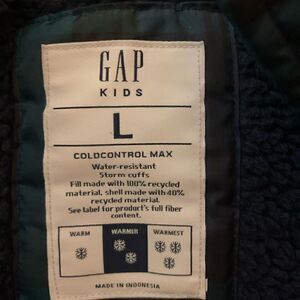 GAP
KIDS
L
COLDCONTROL MAX
Water-resistant
Storm cuffs
Fill made with 100% recycled
material, shell made with 40%
recycled material.
See label for product's full fiber
content.
WARM WARMER WARMEST
MADE IN INDONESIA